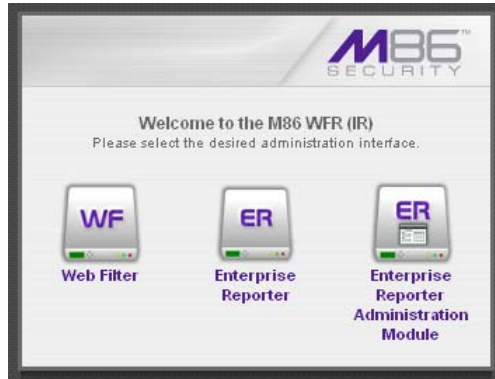 M86™
SECURITY
Welcome to the M86 WFR (IR)
Please select the desired administration interface.
WF
ER
ER
Web Filter
Enterprise
Reporter
Enterprise
Reporter
Administration
Module